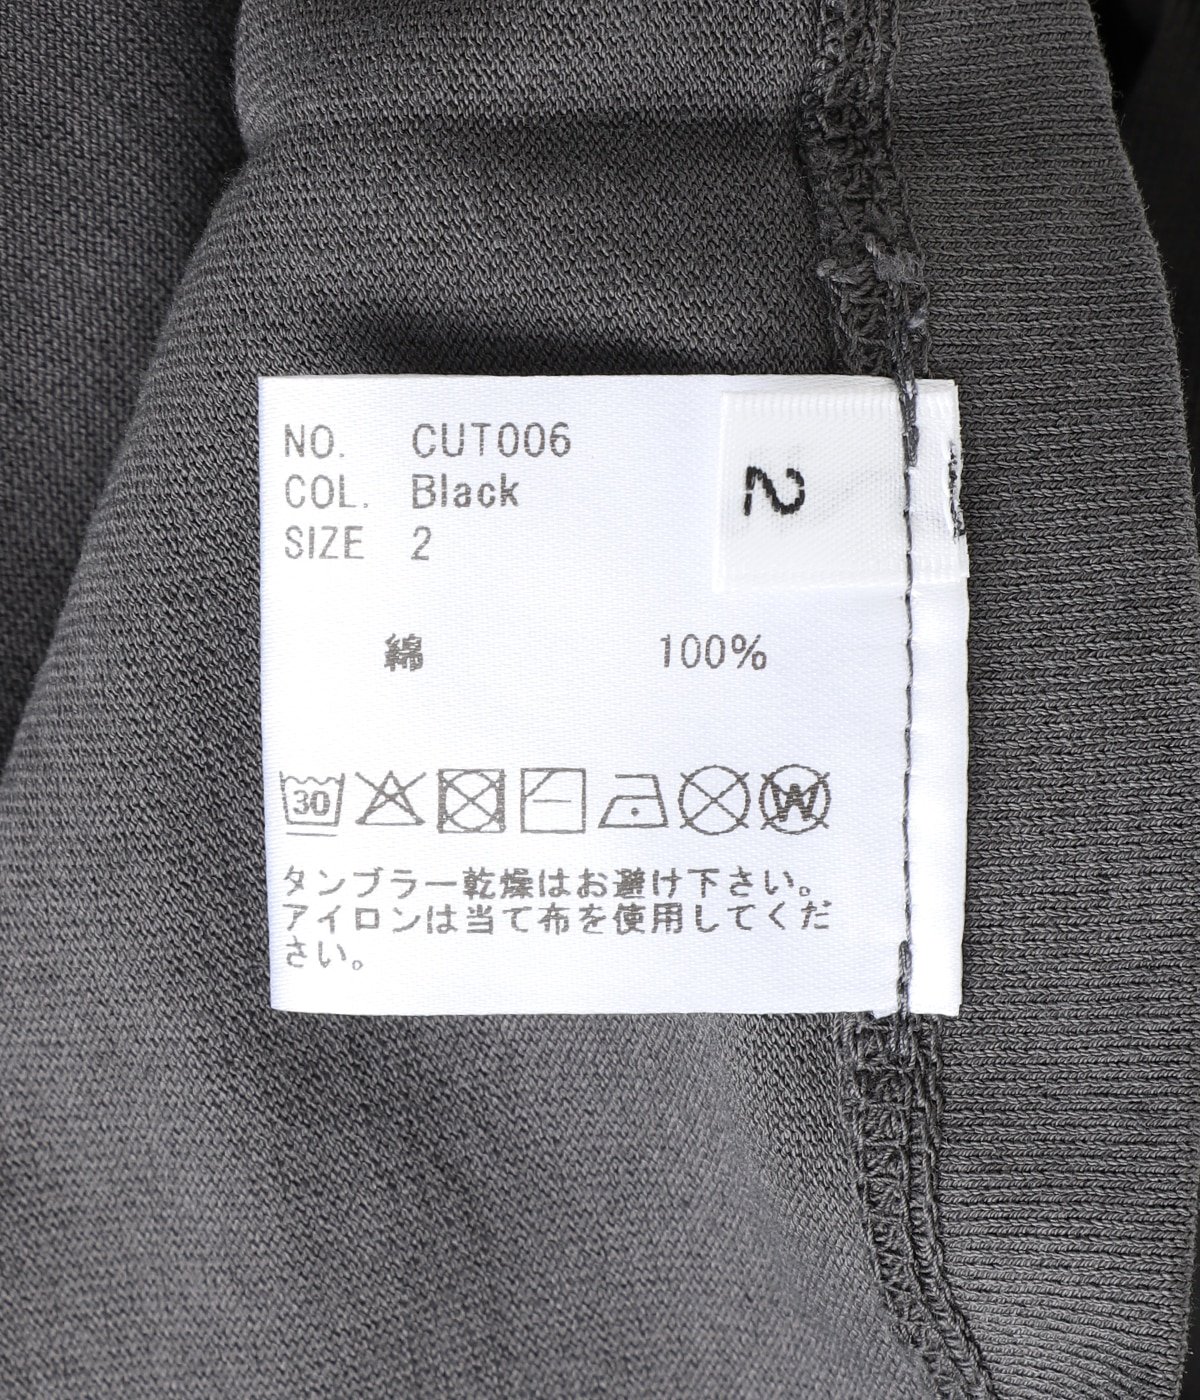 NO. CUT006
COL. Black
SIZE 2
2
綿 100%
30
W
タンブラー乾燥はお避け下さい。
アイロンは当て布を使用してくだ
さい。